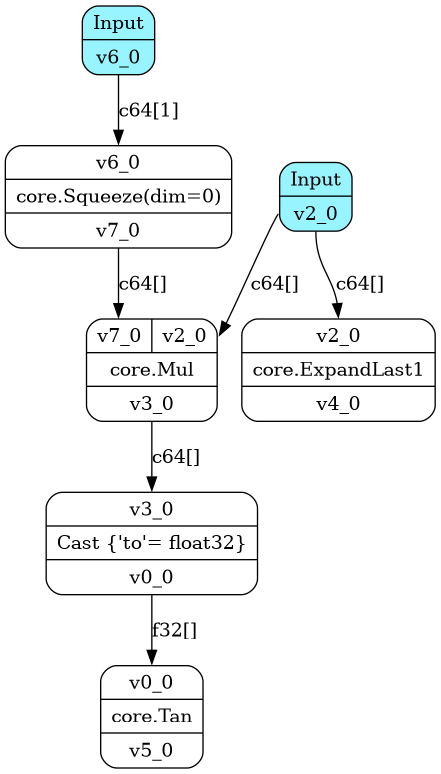 Input
v6_0
c64[1]
v6_0
core.Squeeze(dim=0)
v7_0
Input
v2_0
c64[]
c64[]
c64[]
v7_0 v2_0
core.Mul
v3_0
v2_0
core.ExpandLast1
v4_0
c64[]
v3_0
Cast {'to'= float32}
v0_0
f32[]
v0_0
core.Tan
v5_0